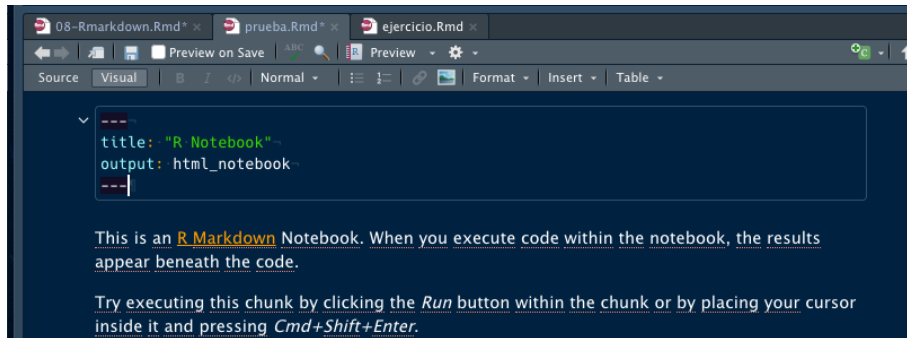 08-Rmarkdown.Rmd* × prueba.Rmd* × ejercicio.Rmd ×
Preview on Save ABC Preview
Source Visual B I </> Normal Format Insert Table
---
title: "R Notebook"
output: html_notebook
---
This is an R Markdown Notebook. When you execute code within the notebook, the results
appear beneath the code.
Try executing this chunk by clicking the Run button within the chunk or by placing your cursor
inside it and pressing Cmd+Shift+Enter.